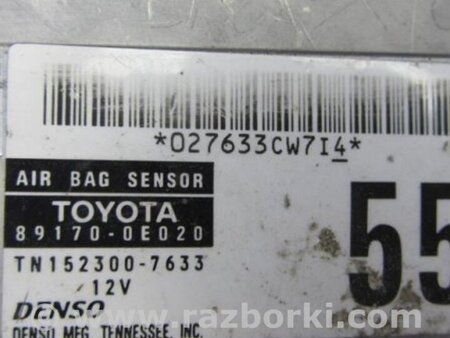 *027633CW7I4*
AIR BAG SENSOR
TOYOTA
89170-0E020
55
TN152300-7633
12V
DENSO
DENSO MFG. TENNESSEE, INC.
www.razborki.com